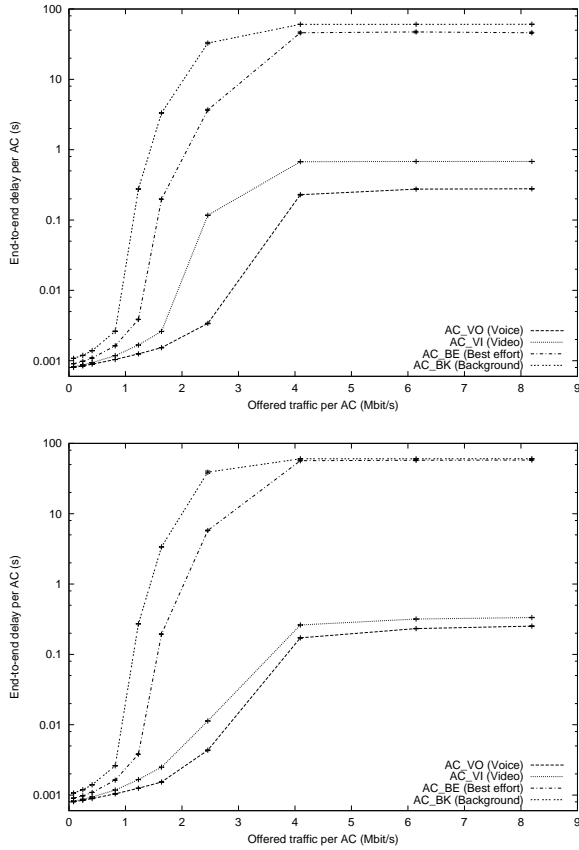 100
10
1
0.1
0.01
0.001
End-to-end delay per AC (s)
0 1 2 3 4 5 6 7 8 9
Offered traffic per AC (Mbit/s)
AC_VO (Voice)
AC_VI (Video)
AC_BE (Best effort)
AC_BK (Background)
100
10
1
0.1
0.01
0.001
End-to-end delay per AC (s)
0 1 2 3 4 5 6 7 8 9
Offered traffic per AC (Mbit/s)
AC_VO (Voice)
AC_VI (Video)
AC_BE (Best effort)
AC_BK (Background)